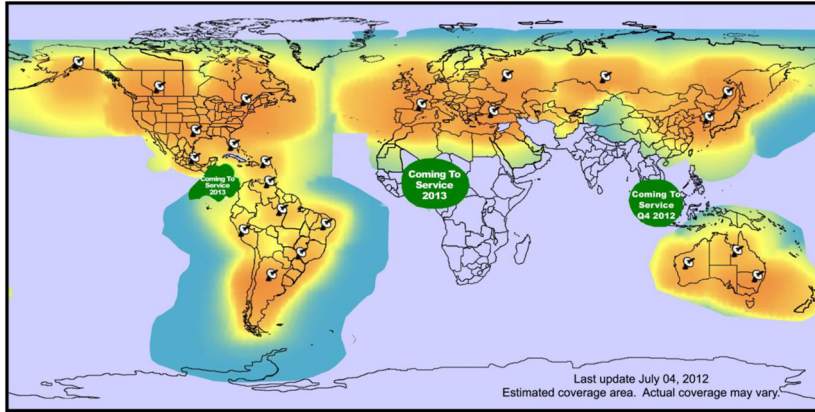 Coming To
Service
2013
Coming To
Service
2013
Coming To
Service
Q4 2012
Last update July 04, 2012
Estimated coverage area.  Actual coverage may vary.